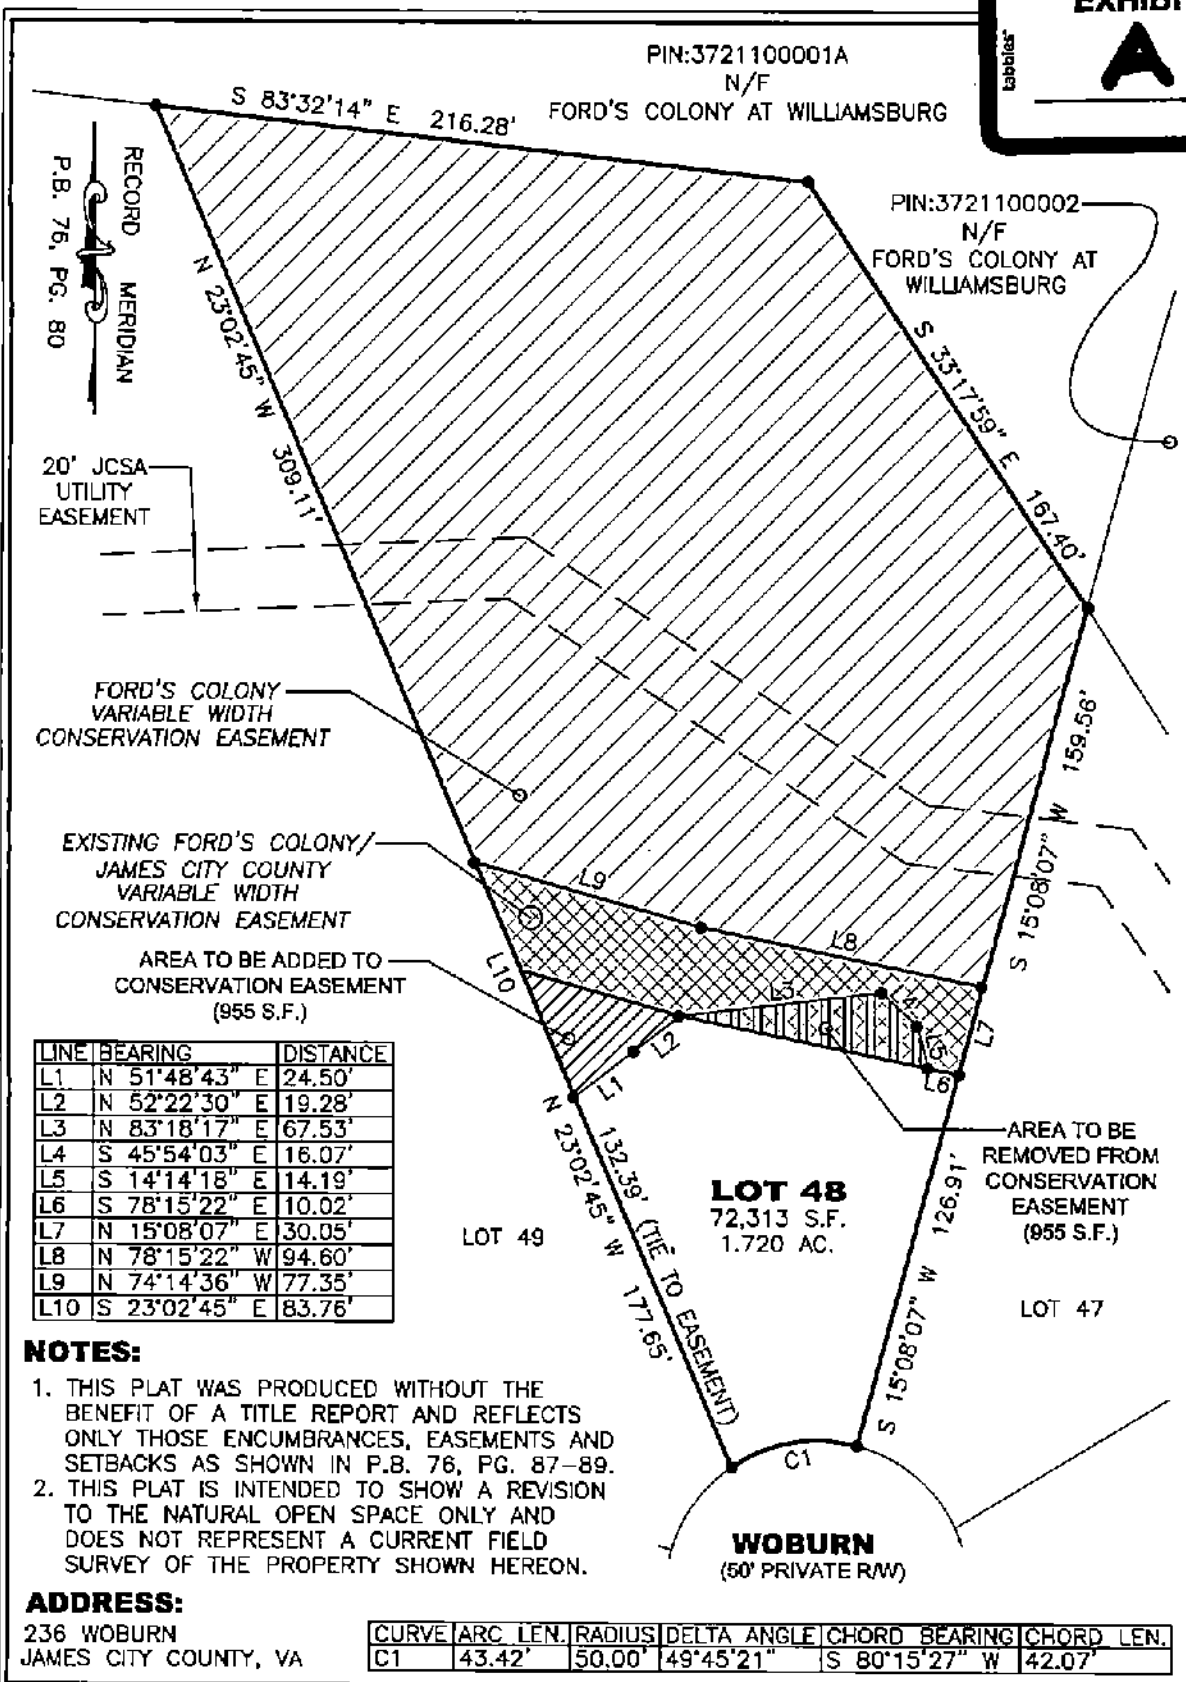 EXHIBI
tabbies
A
PIN:3721100001A
N/F
FORD'S COLONY AT WILLIAMSBURG
S 83°32'14" E 216.28'
PIN:3721100002
N/F
FORD'S COLONY AT
WILLIAMSBURG
RECORD MERIDIAN
P.B. 76, PG. 80
N 23°02'45" W 309.11'
S 33°17'59" E 167.40'
20' JCSA
UTILITY
EASEMENT
FORD'S COLONY
VARIABLE WIDTH
CONSERVATION EASEMENT
S 15°08'07" W 159.56'
EXISTING FORD'S COLONY/
JAMES CITY COUNTY
VARIABLE WIDTH
CONSERVATION EASEMENT
L9
L8
AREA TO BE ADDED TO
CONSERVATION EASEMENT
(955 S.F.)
L10
L3
L7
L2
L5
L1
L6
LINE BEARING DISTANCE
L1 N 51°48'43" E 24.50'
L2 N 52°22'30" E 19.28'
L3 N 83°18'17" E 67.53'
L4 S 45°54'03" E 16.07'
L5 S 14°14'18" E 14.19'
L6 S 78°15'22" E 10.02'
L7 N 15°08'07" E 30.05'
L8 N 78°15'22" W 94.60'
L9 N 74°14'36" W 77.35'
L10 S 23°02'45" E 83.76'
AREA TO BE
REMOVED FROM
CONSERVATION
EASEMENT
(955 S.F.)
LOT 48
72,313 S.F.
1.720 AC.
132.39' (TIE TO EASEMENT)
N 23°02'45" W 177.65'
S 15°08'07" W 126.91'
LOT 49
LOT 47
C1
WOBURN
(50' PRIVATE R/W)
NOTES:
1. THIS PLAT WAS PRODUCED WITHOUT THE
BENEFIT OF A TITLE REPORT AND REFLECTS
ONLY THOSE ENCUMBRANCES, EASEMENTS AND
SETBACKS AS SHOWN IN P.B. 76, PG. 87-89.
2. THIS PLAT IS INTENDED TO SHOW A REVISION
TO THE NATURAL OPEN SPACE ONLY AND
DOES NOT REPRESENT A CURRENT FIELD
SURVEY OF THE PROPERTY SHOWN HEREON.
ADDRESS:
236 WOBURN
JAMES CITY COUNTY, VA
CURVE ARC LEN. RADIUS DELTA ANGLE CHORD BEARING CHORD LEN.
C1 43.42' 50.00' 49°45'21" S 80°15'27" W 42.07'